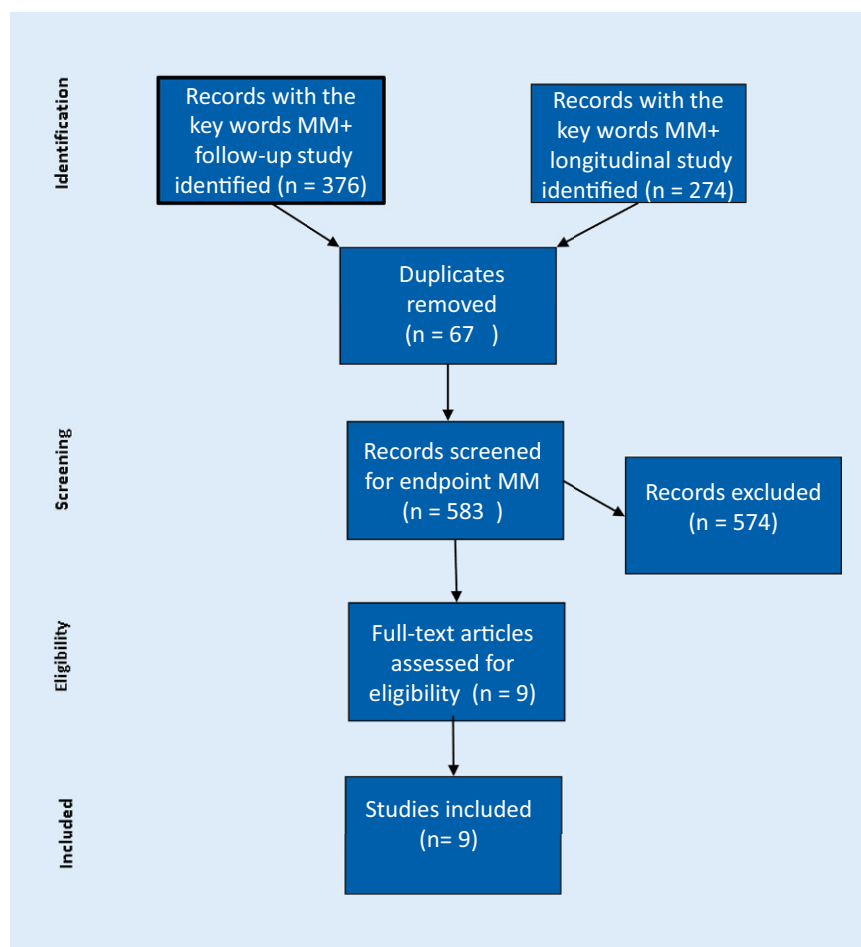 Identification
Records with the
key words MM+
follow-up study
identified (n = 376)
Records with the
key words MM+
longitudinal study
identified (n = 274)
Duplicates
removed
(n = 67 )
Screening
Records screened
for endpoint MM
(n = 583 )
Records excluded
(n = 574)
Eligibility
Full-text articles
assessed for
eligibility (n = 9)
Included
Studies included
(n= 9)